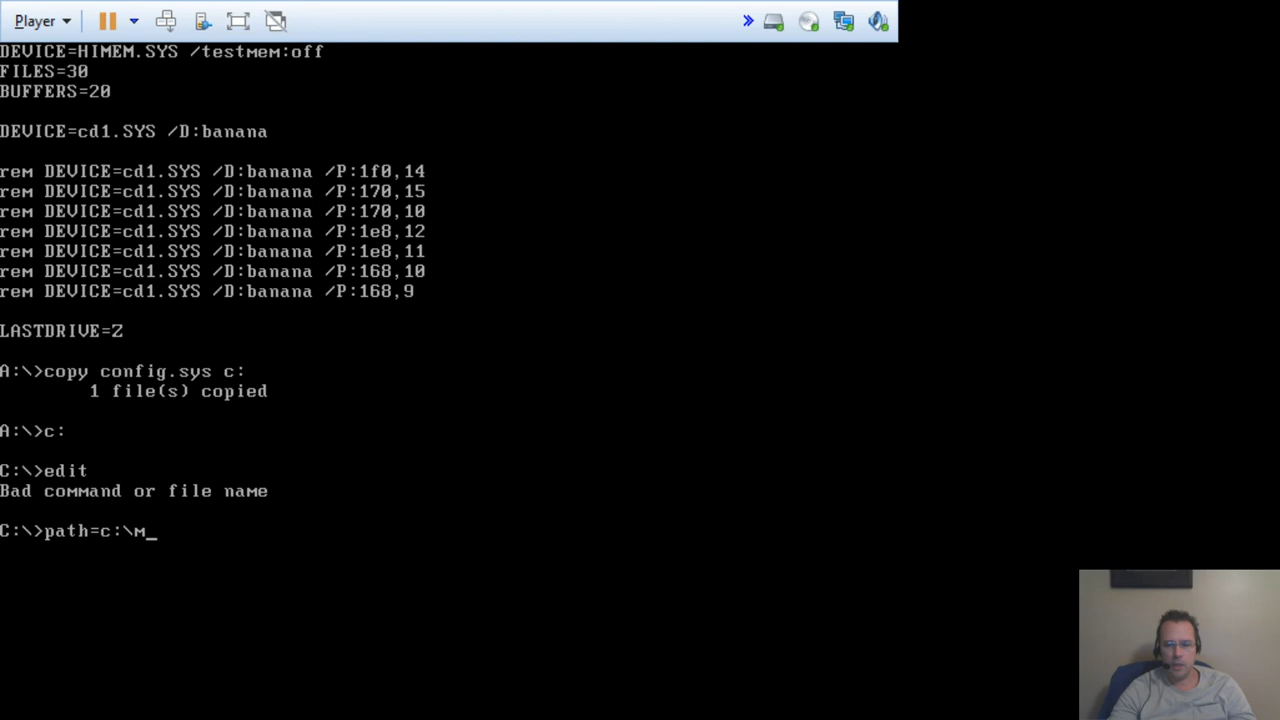 Player
DEVICE=HIMEM.SYS /testmem:off
FILES=30
BUFFERS=20
DEVICE=cd1.SYS /D:banana
rem DEVICE=cd1.SYS /D:banana /P:1f0,14
rem DEVICE=cd1.SYS /D:banana /P:170,15
rem DEVICE=cd1.SYS /D:banana /P:170,10
rem DEVICE=cd1.SYS /D:banana /P:1e8,12
rem DEVICE=cd1.SYS /D:banana /P:1e8,11
rem DEVICE=cd1.SYS /D:banana /P:168,10
rem DEVICE=cd1.SYS /D:banana /P:168,9
LASTDRIVE=Z
A:\>copy config.sys c:
1 file(s) copied
A:\>c:
C:\>edit
Bad command or file name
C:\>path=c:\m_